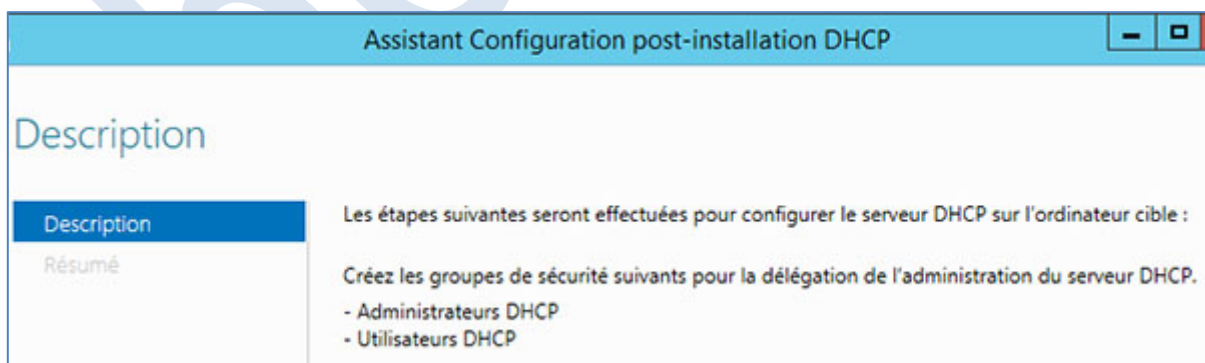 Assistant Configuration post-installation DHCP
Description
Description
Résumé
Les étapes suivantes seront effectuées pour configurer le serveur DHCP sur l'ordinateur cible :
Créez les groupes de sécurité suivants pour la délégation de l'administration du serveur DHCP.
- Administrateurs DHCP
- Utilisateurs DHCP